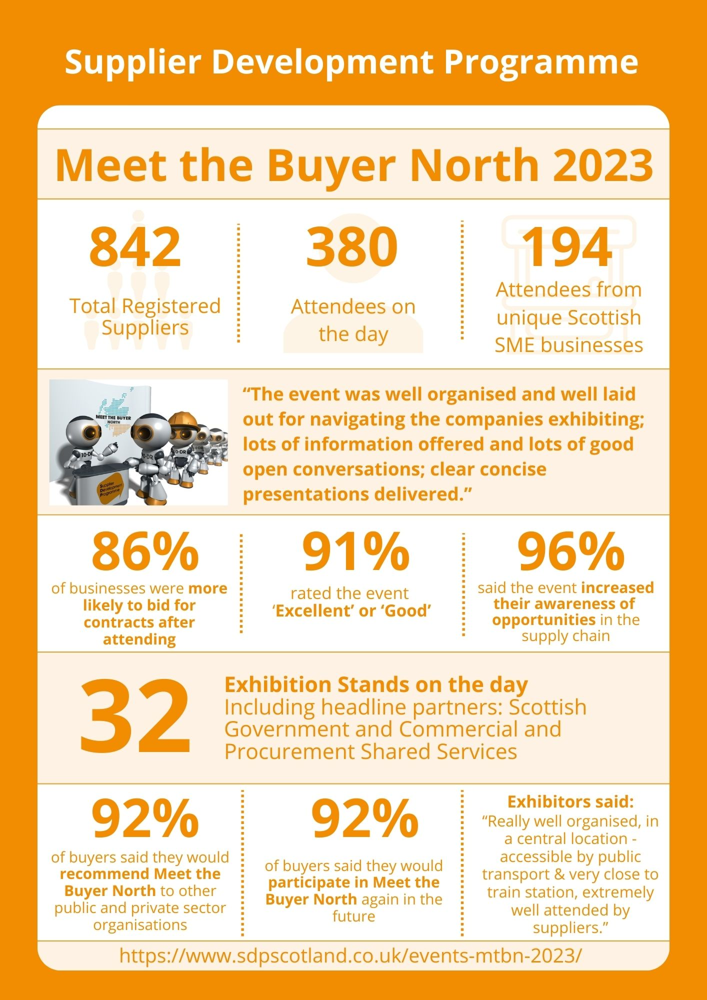 Supplier Development Programme
Meet the Buyer North 2023
842
Total Registered
Suppliers
380
Attendees on
the day
194
Attendees from
unique Scottish
SME businesses
MEET THE BUYER
NORTH
10-DR
10-DR
10-DR
Supplier
Development
Programme
“The event was well organised and well laid
out for navigating the companies exhibiting;
lots of information offered and lots of good
open conversations; clear concise
presentations delivered.”
86%
of businesses were more
likely to bid for
contracts after
attending
91%
rated the event
‘Excellent’ or ‘Good’
96%
said the event increased
their awareness of
opportunities in the
supply chain
32
Exhibition Stands on the day
Including headline partners: Scottish
Government and Commercial and
Procurement Shared Services
92%
of buyers said they would
recommend Meet the
Buyer North to other
public and private sector
organisations
92%
of buyers said they would
participate in Meet the
Buyer North again in the
future
Exhibitors said:
“Really well organised, in
a central location -
accessible by public
transport & very close to
train station, extremely
well attended by
suppliers.”
https://www.sdpscotland.co.uk/events-mtbn-2023/